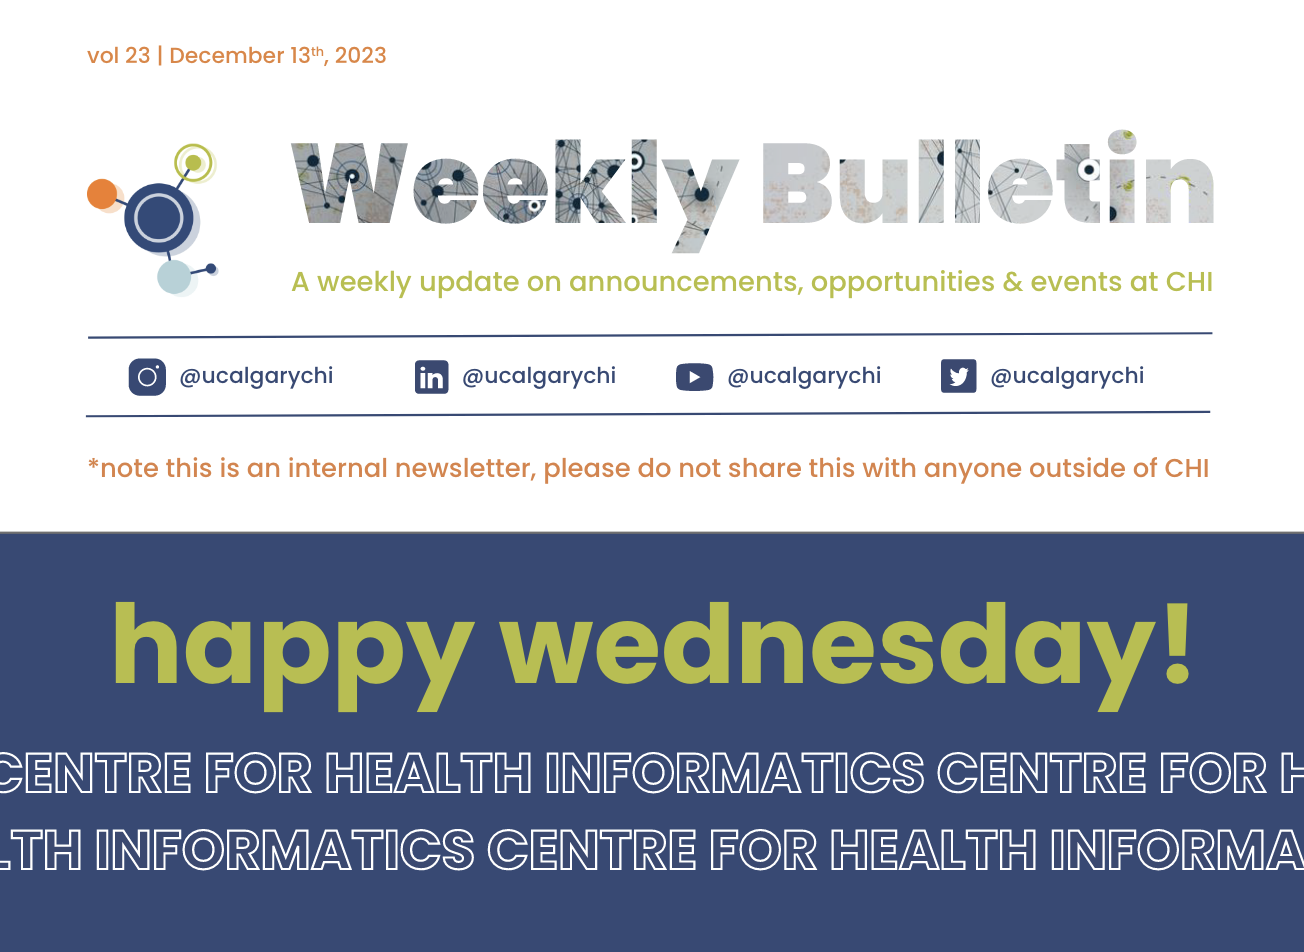 vol 23 | December 13th, 2023
Weekly Bulletin
A weekly update on announcements, opportunities & events at CHI
@ucalgarychi @ucalgarychi @ucalgarychi @ucalgarychi
*note this is an internal newsletter, please do not share this with anyone outside of CHI
happy wednesday!
CENTRE FOR HEALTH INFORMATICS CENTRE FOR H
LTH INFORMATICS CENTRE FOR HEALTH INFORMA